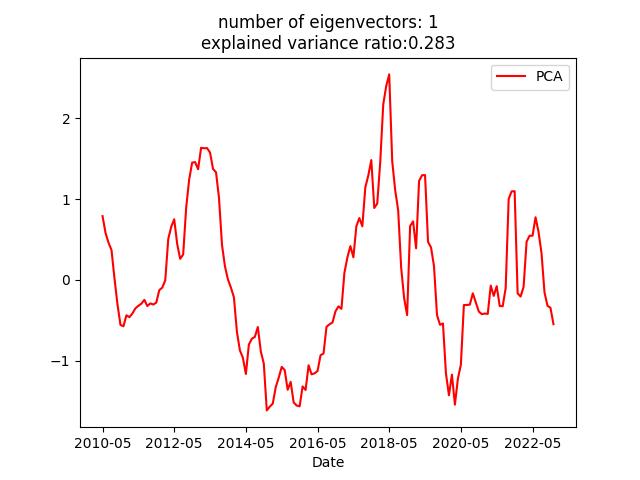 number of eigenvectors: 1
explained variance ratio:0.283
PCA
2
1
0
−1
2010-05 2012-05 2014-05 2016-05 2018-05 2020-05 2022-05
Date